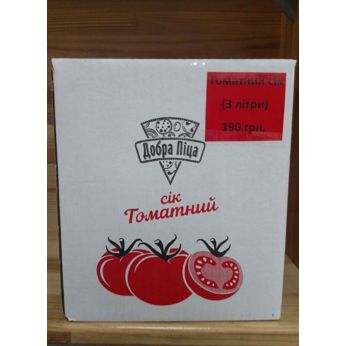 Томатний сік
(3 літри)
190 грн.
Добра Піца
сік
Томатний